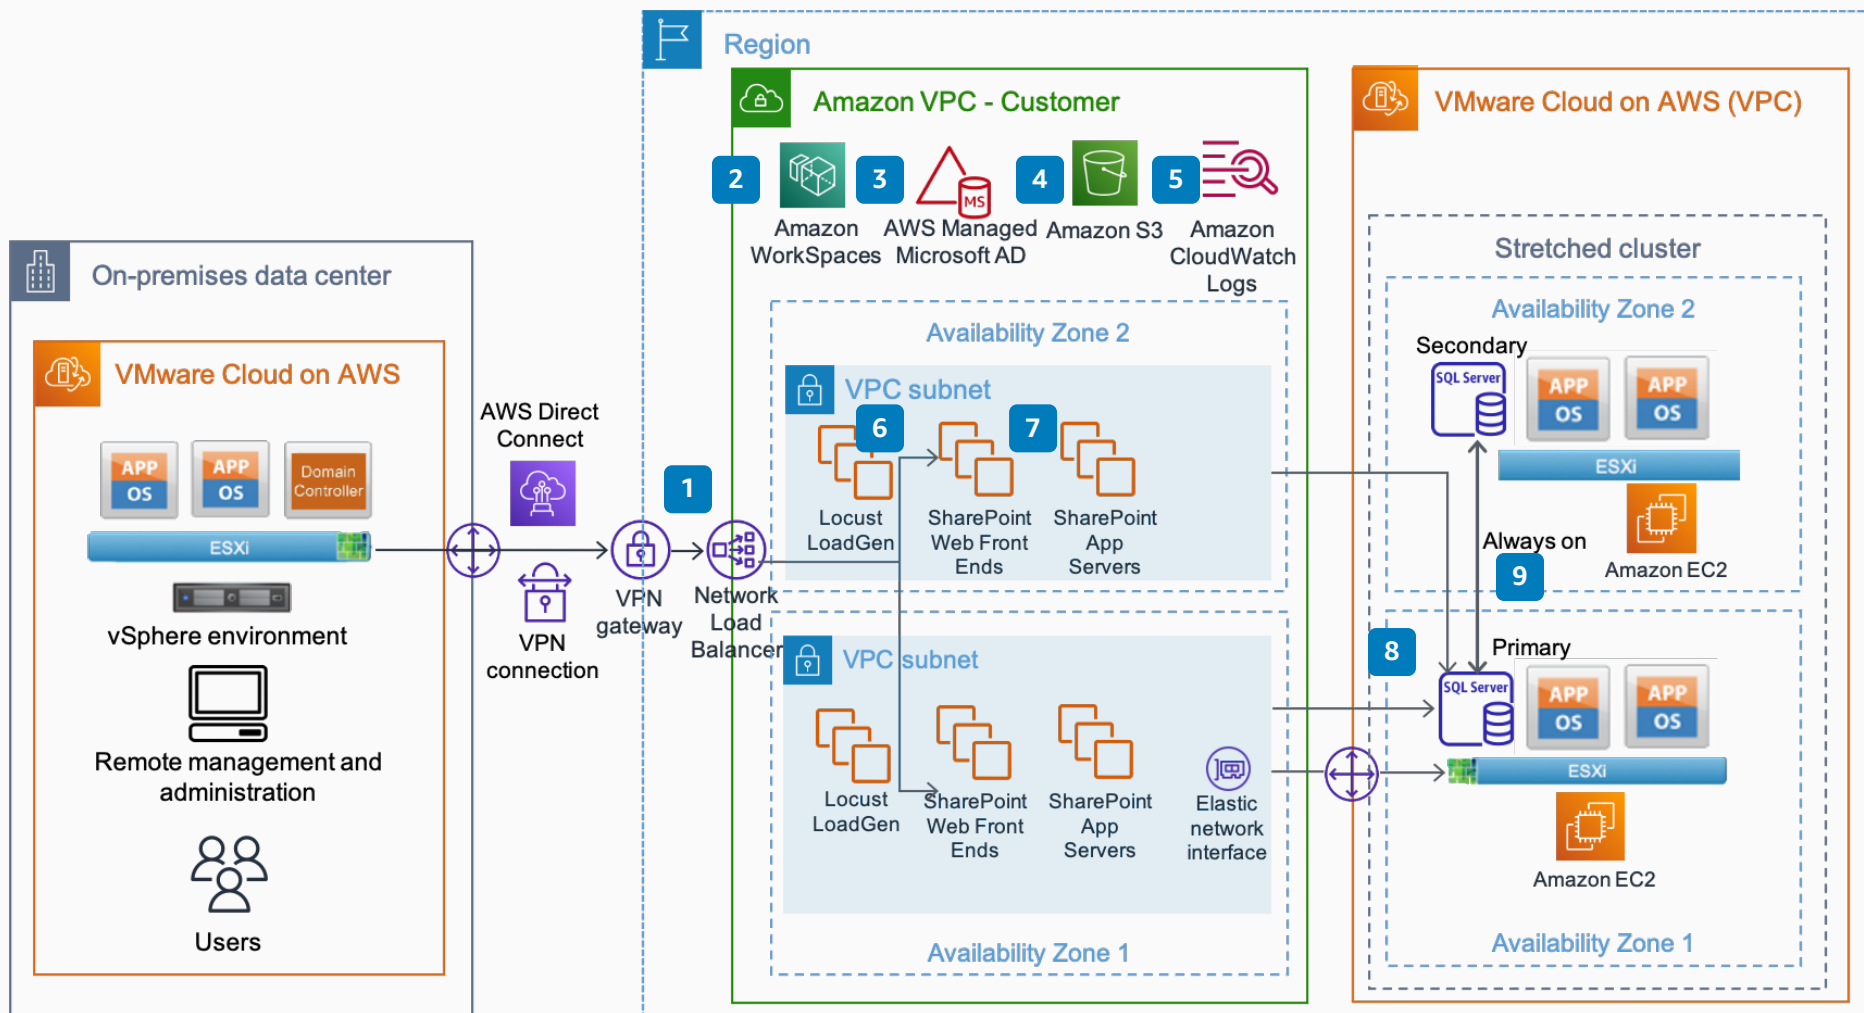 Region
Amazon VPC - Customer
VMware Cloud on AWS (VPC)
2
3
4
5
MS
Amazon
WorkSpaces
AWS Managed
Microsoft AD
Amazon S3
Amazon
CloudWatch
Logs
On-premises data center
VMware Cloud on AWS
APP
OS
APP
OS
Domain
Controller
ESXi
vSphere environment
Remote management and
administration
Users
AWS Direct
Connect
VPN
connection
1
VPN
gateway
Network
Load
Balancer
Availability Zone 2
VPC subnet
6
7
Locust
LoadGen
SharePoint
Web Front
Ends
SharePoint
App
Servers
VPC subnet
Locust
LoadGen
SharePoint
Web Front
Ends
SharePoint
App
Servers
Elastic
network
interface
Availability Zone 1
Stretched cluster
Availability Zone 2
Secondary
SQL Server
APP
OS
APP
OS
ESXi
Always on
9
Amazon EC2
8
Primary
SQL Server
APP
OS
APP
OS
ESXi
Amazon EC2
Availability Zone 1